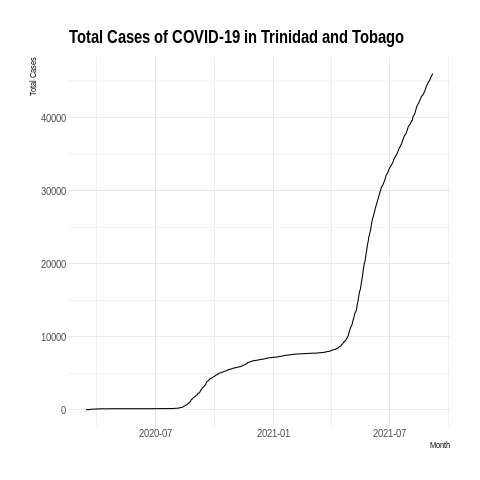 Total Cases of COVID-19 in Trinidad and Tobago
Total Cases
40000
30000
20000
10000
0
2020-07
2021-01
2021-07
Month